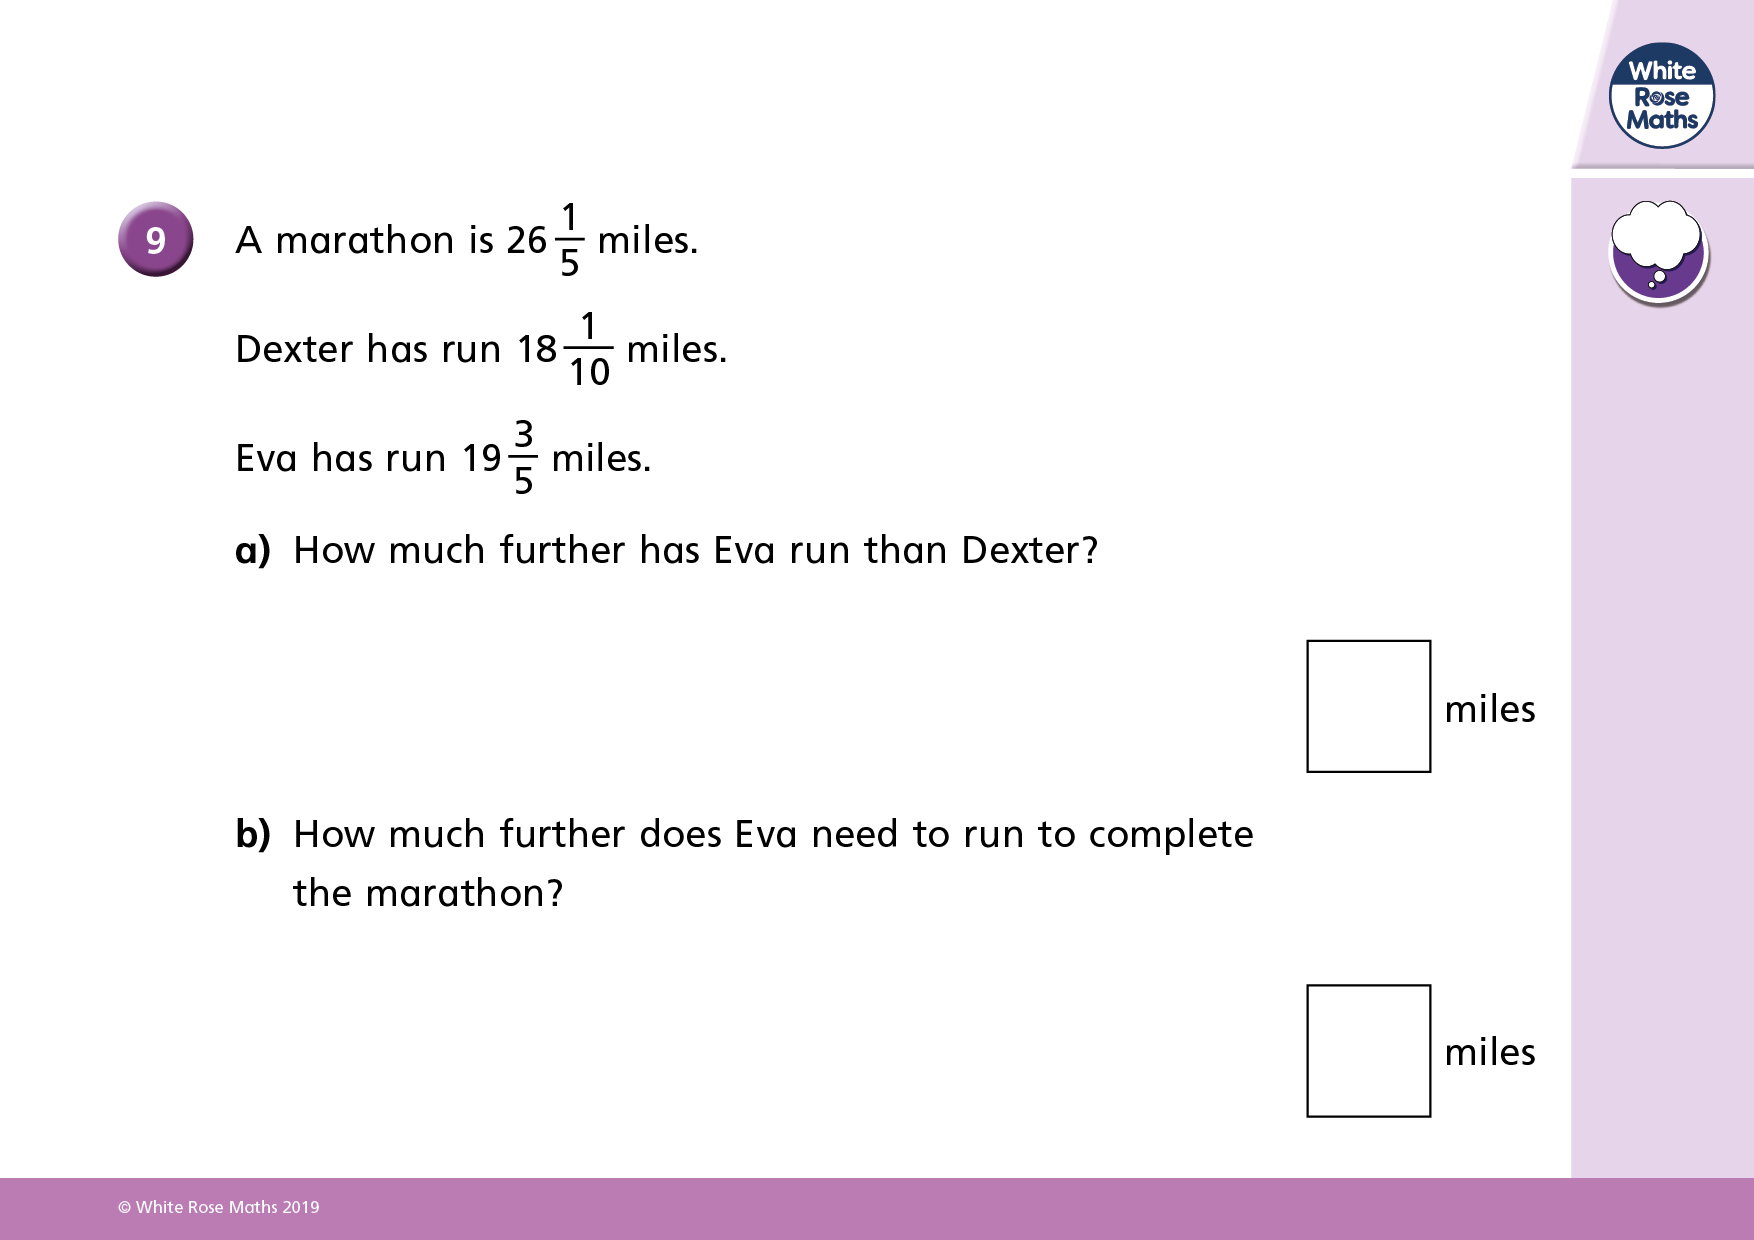 White
Rose
Maths
9 A marathon is 26 1/5 miles.
Dexter has run 18 1/10 miles.
Eva has run 19 3/5 miles.
a) How much further has Eva run than Dexter?
miles
b) How much further does Eva need to run to complete
the marathon?
miles
© White Rose Maths 2019